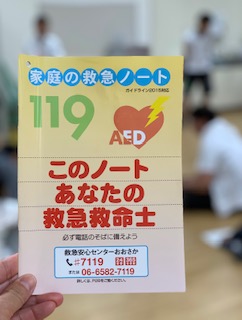 家庭の救急ノート
ガイドライン2015対応
119
AED
このノート
あなたの
救急救命士
必ず電話のそばに備えよう
救急安心センターおおさか
#7119
または 06-6582-7119